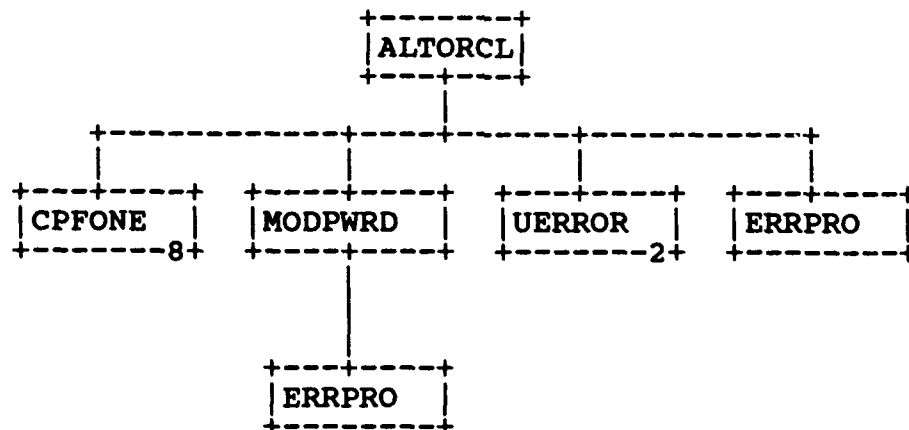 ALTORCL
CPFONE MODPWRD UERROR ERRPRO
8 2
ERRPRO